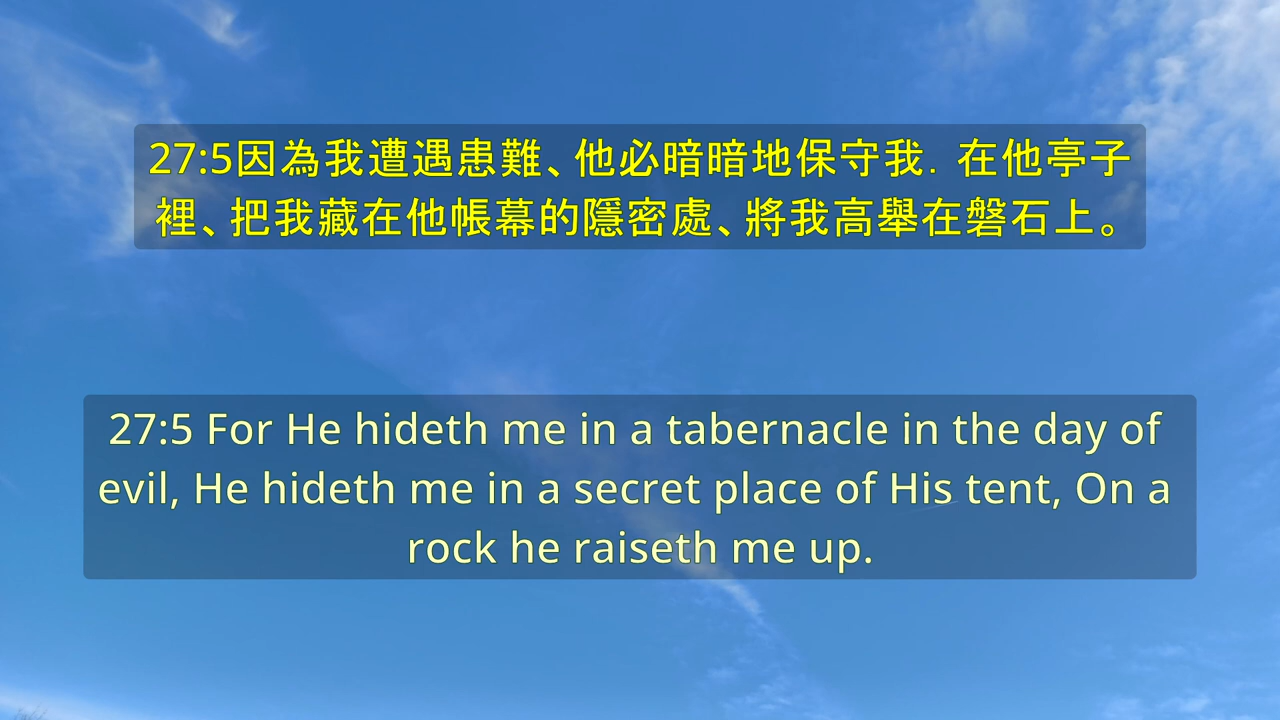 27:5因為我遭遇患難、他必暗暗地保守我．在他亭子
裡、把我藏在他帳幕的隱密處、將我高舉在磐石上。
27:5 For He hideth me in a tabernacle in the day of
evil, He hideth me in a secret place of His tent, On a
rock he raiseth me up.